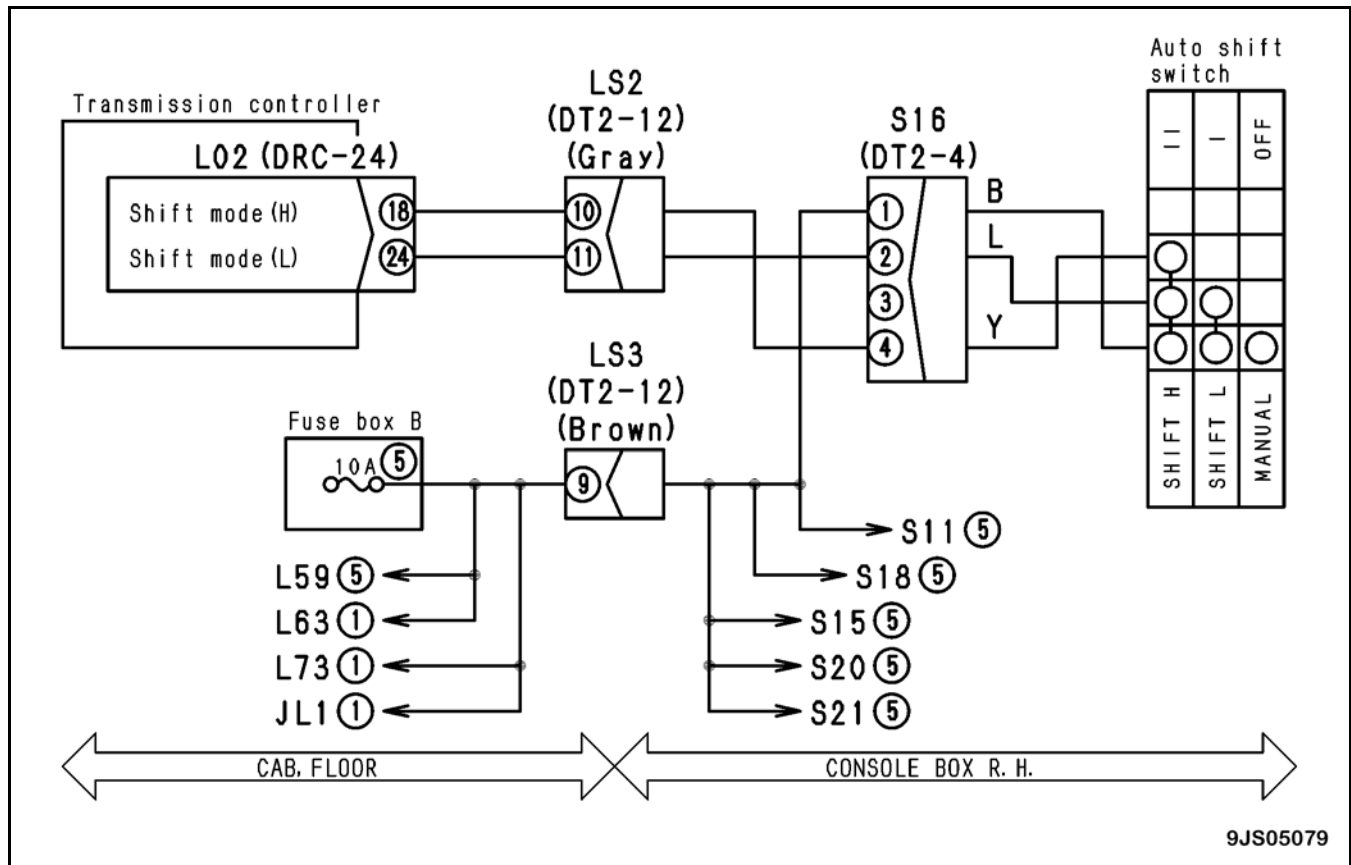 Auto shift
switch
Transmission controller
LS2
(DT2-12)
(Gray)
S16
(DT2-4)
|| | OFF
L02 (DRC-24)
Shift mode (H) 18 10 1 B
Shift mode (L) 24 11 2 L
3
4 Y
LS3
(DT2-12)
(Brown)
SHIFT H SHIFT L MANUAL
Fuse box B
10A 5 9
S11 5
L59 5 S18 5
L63 1 S15 5
L73 1 S20 5
JL1 1 S21 5
CAB, FLOOR CONSOLE BOX R. H.
9JS05079